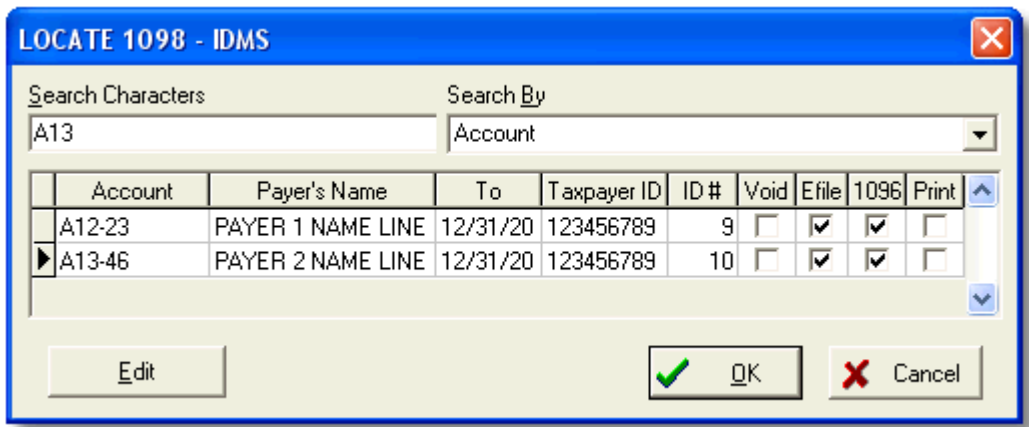 LOCATE 1098 - IDMS
Search Characters Search By
A13 Account
Account Payer's Name To Taxpayer ID ID # Void Efile 1096 Print
A12-23 PAYER 1 NAME LINE 12/31/20 123456789 9
A13-46 PAYER 2 NAME LINE 12/31/20 123456789 10
Edit OK Cancel